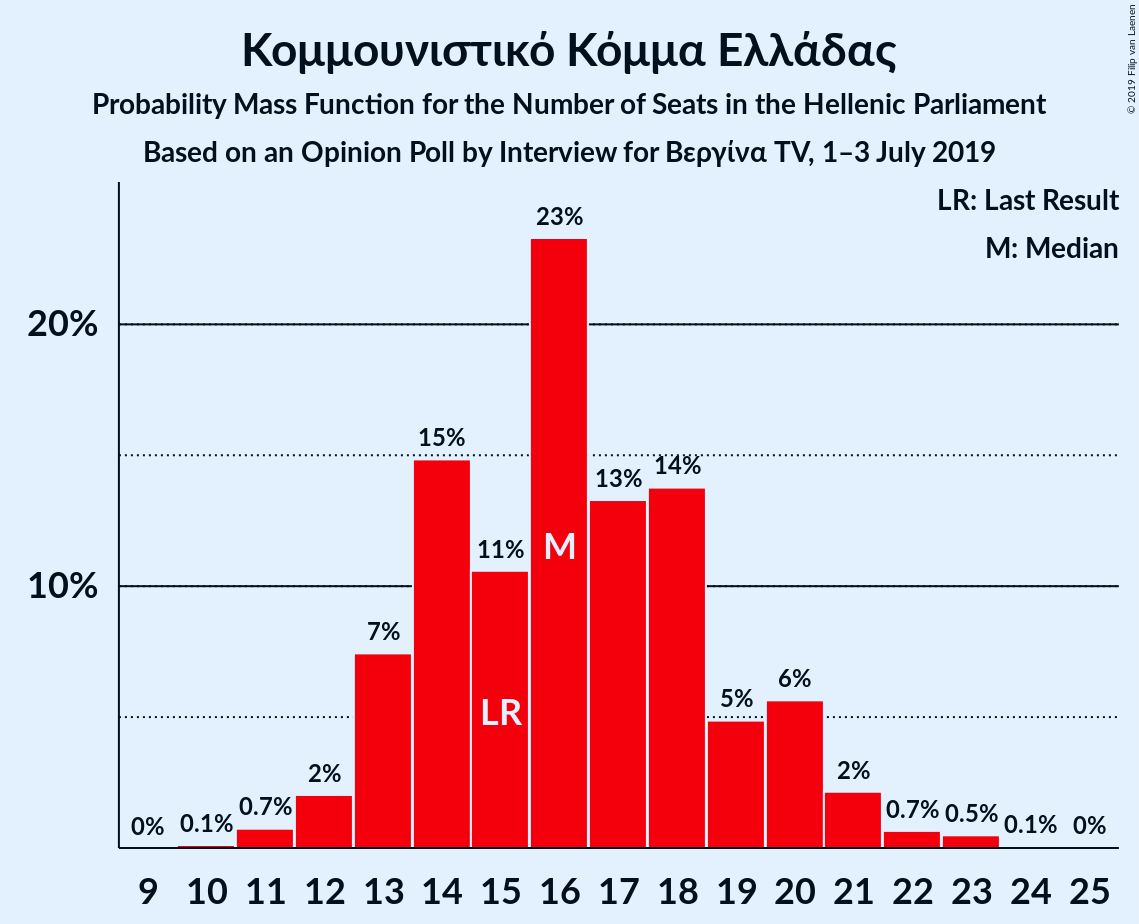 Κομμουνιστικό Κόμμα Ελλάδας
Probability Mass Function for the Number of Seats in the Hellenic Parliament
Based on an Opinion Poll by Interview for Βεργίνα TV, 1–3 July 2019
© 2019 Filip van Laenen
LR: Last Result
M: Median
20%
10%
0% 0.1% 0.7% 2% 7% 15% 11% 23% 13% 14% 5% 6% 2% 0.7% 0.5% 0.1% 0%
LR M
9 10 11 12 13 14 15 16 17 18 19 20 21 22 23 24 25